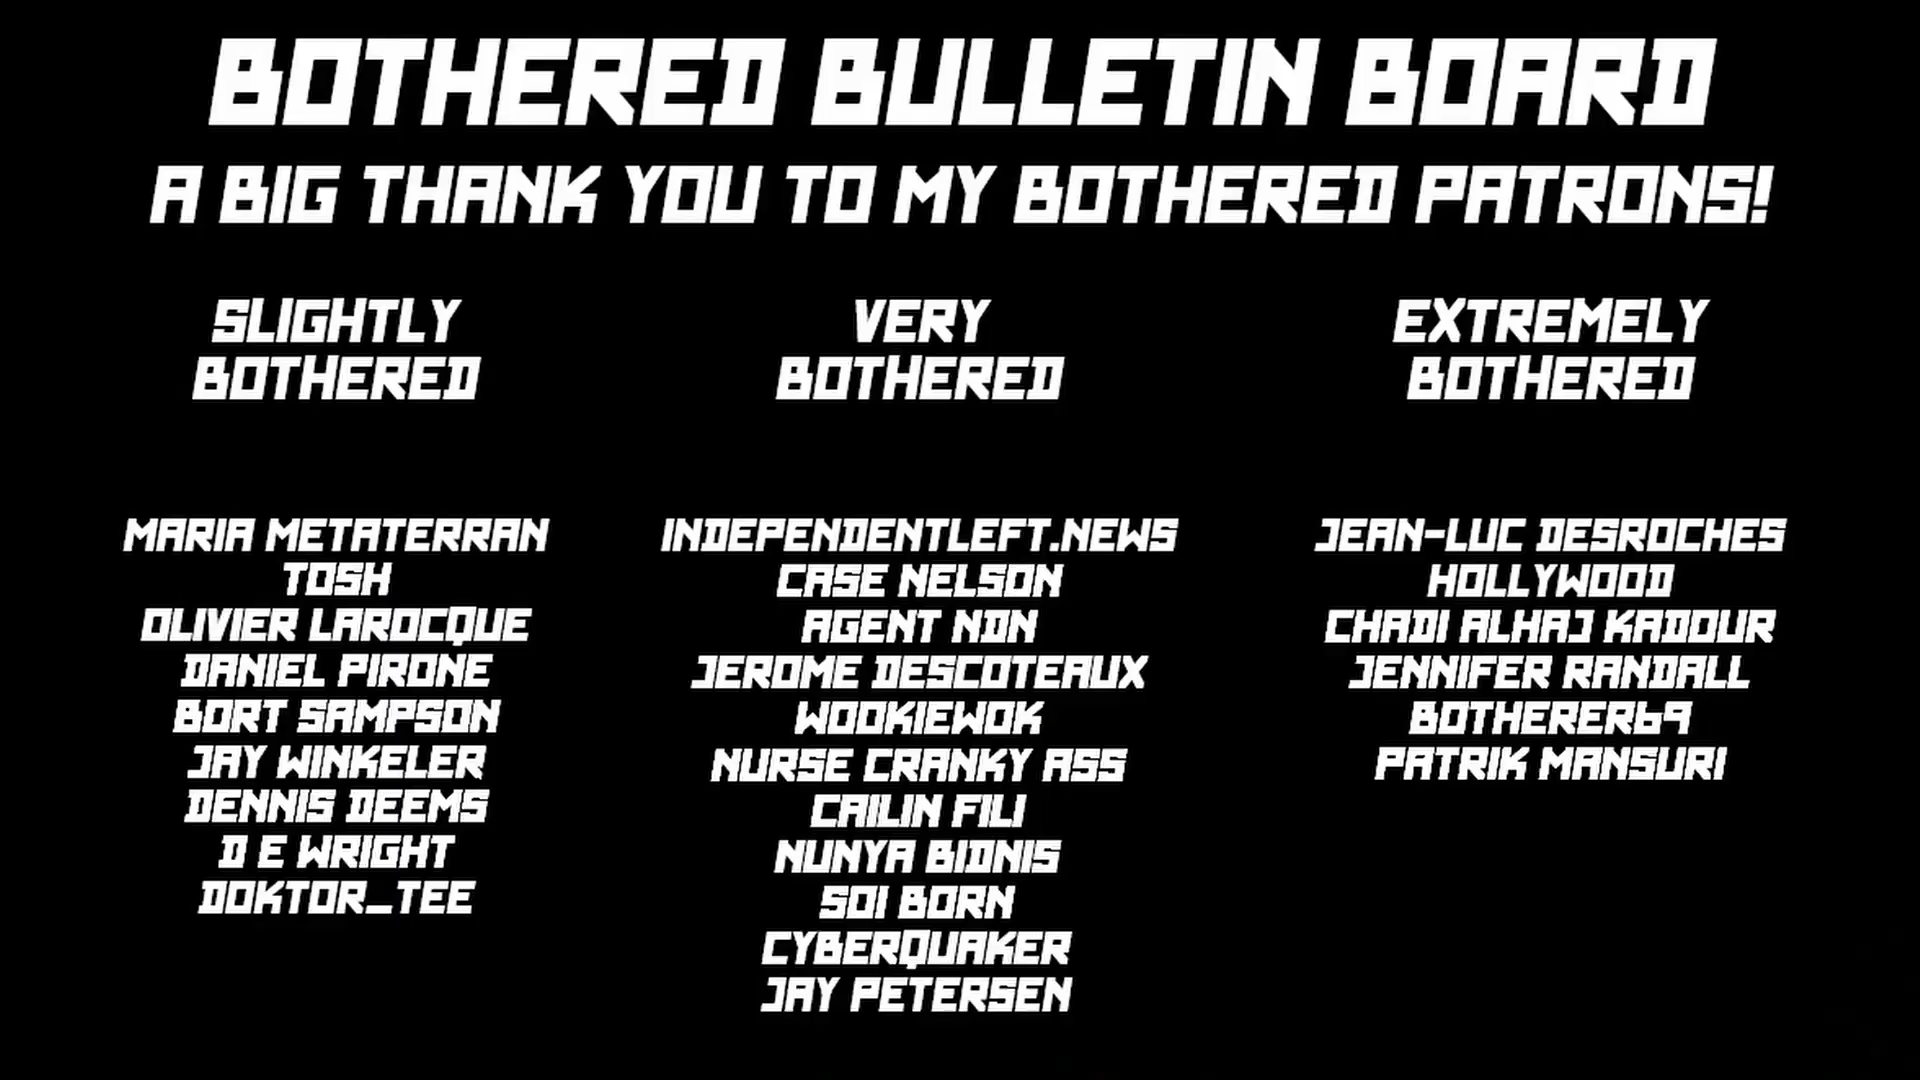 BOTHERED BULLETIN BOARD
A BIG THANK YOU TO MY BOTHERED PATRONS!
SLIGHTLY
BOTHERED
MARIA METATERRAN
TOSH
OLIVIER LAROCQUE
DANIEL PIRONE
BORT SAMPSON
JAY WINKELER
DENNIS DEEMS
D E WRIGHT
DOKTOR_TEE
VERY
BOTHERED
INDEPENDENTLEFT.NEWS
CASE NELSON
AGENT NDN
JEROME DESCOTEAUX
WOOKIEWOK
NURSE CRANKY ASS
CAILIN FILI
NUNYA BIDNIS
SOI BORN
CYBERQUAKER
JAY PETERSEN
EXTREMELY
BOTHERED
JEAN-LUC DESROCHES
HOLLYWOOD
CHADI ALHAJ KADOUR
JENNIFER RANDALL
BOTHERER69
PATRIK MANSURI